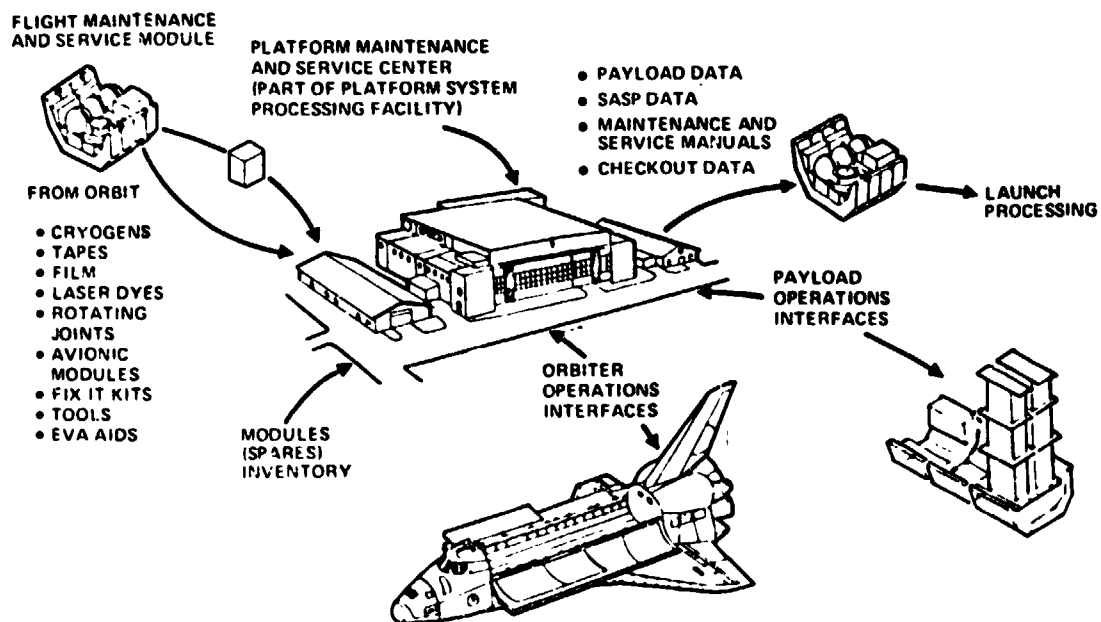 FLIGHT MAINTENANCE
AND SERVICE MODULE
PLATFORM MAINTENANCE
AND SERVICE CENTER
(PART OF PLATFORM SYSTEM
PROCESSING FACILITY)
• PAYLOAD DATA
• SASP DATA
• MAINTENANCE AND
SERVICE MANUALS
• CHECKOUT DATA
LAUNCH
PROCESSING
FROM ORBIT
• CRYOGENS
• TAPES
• FILM
• LASER DYES
• ROTATING
JOINTS
• AVIONIC
MODULES
• FIX IT KITS
• TOOLS
• EVA AIDS
MODULES
(SPARES)
INVENTORY
ORBITER
OPERATIONS
INTERFACES
PAYLOAD
OPERATIONS
INTERFACES